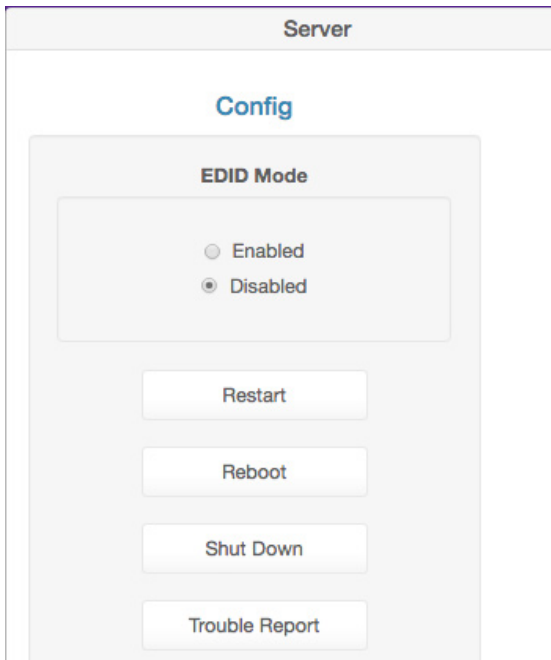 Server
Config
EDID Mode
Enabled
Disabled
Restart
Reboot
Shut Down
Trouble Report